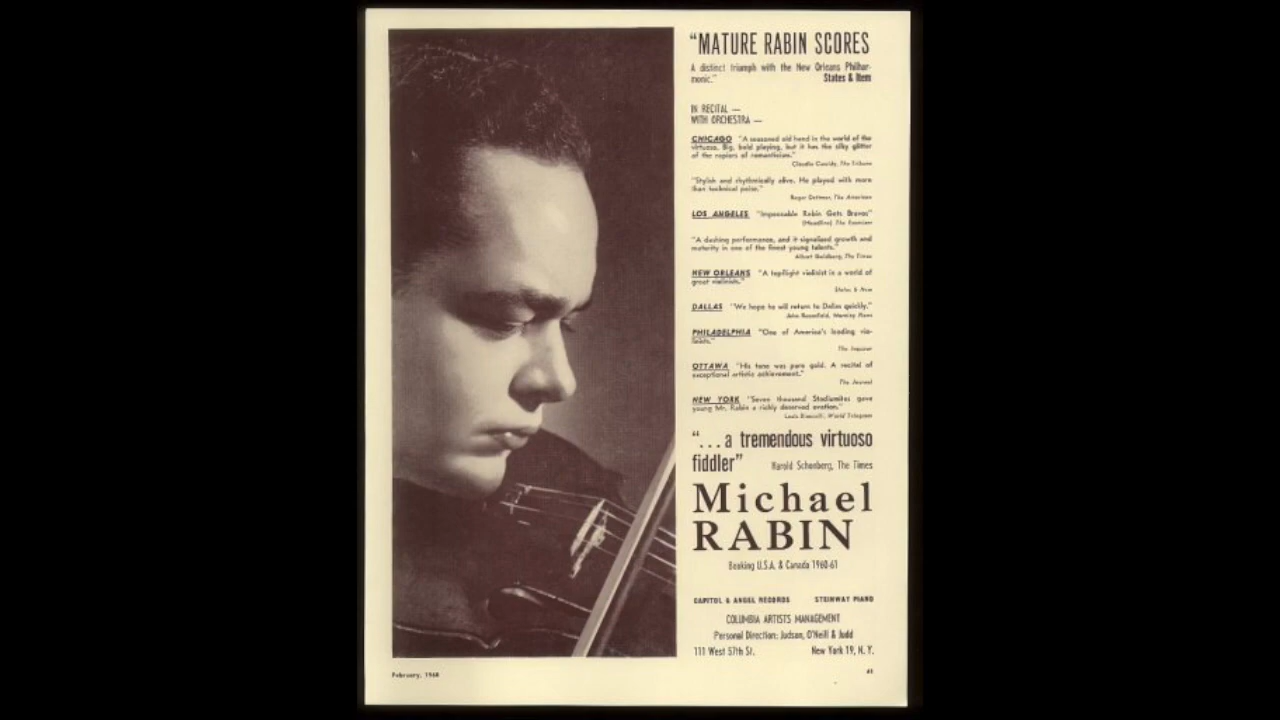 "MATURE RABIN SCORES
A distinct triumph with the New Orleans Philhar-
monic."
States & Item
IN RECITAL —
WITH ORCHESTRA —
CHICAGO "A seasoned old hand in the world of the
virtuoso. Big, bold playing, but it has the silky glitter
of the rapiers of romanticism."
Claudia Cassidy, The Tribune
"Stylish and rhythmically alive. He played with more
than technical poise."
Roger Dettmer, The American
LOS ANGELES "Impeccable Rabin Gets Bravos"
(Headline) The Examiner
"A dashing performance, and it signalized growth and
maturity in one of the finest young talents."
Albert Goldberg, The Times
NEW ORLEANS "A topflight violinist in a world of
great violinists."
States & Item
DALLAS "We hope he will return to Dallas quickly."
John Rosenfield, Morning News
PHILADELPHIA "One of America's leading vio-
linists."
The Inquirer
OTTAWA "His tone was pure gold. A recital of
exceptional artistic achievement."
The Journal
NEW YORK "Seven thousand Stadiumites gave
young Mr. Rabin a richly deserved ovation."
Louis Biancolli, World Telegram
"...a tremendous virtuoso
fiddler" Harold Schonberg, The Times
Michael
RABIN
Booking U.S.A. & Canada 1960-61
CAPITOL & ANGEL RECORDS STEINWAY PIANO
COLUMBIA ARTISTS MANAGEMENT
Personal Direction: Judson, O'Neill & Judd
111 West 57th St. New York 19, N. Y.
February, 1960